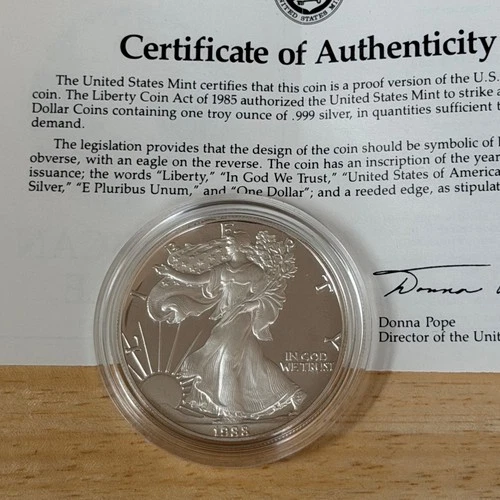 UNITED STATES MINT
Certificate of Authenticity
The United States Mint certifies that this coin is a proof version of the U.S.
coin. The Liberty Coin Act of 1985 authorized the United States Mint to strike a
Dollar Coins containing one troy ounce of .999 silver, in quantities sufficient t
demand.
The legislation provides that the design of the coin should be symbolic of
obverse, with an eagle on the reverse. The coin has an inscription of the year
issuance; the words “Liberty,” “In God We Trust,” “United States of America
Silver,” “E Pluribus Unum,” and “One Dollar”; and a reeded edge, as stipulat
Donna
Donna Pope
Director of the Unit
L I E T Y
IN GOD
WE TRUST
1988